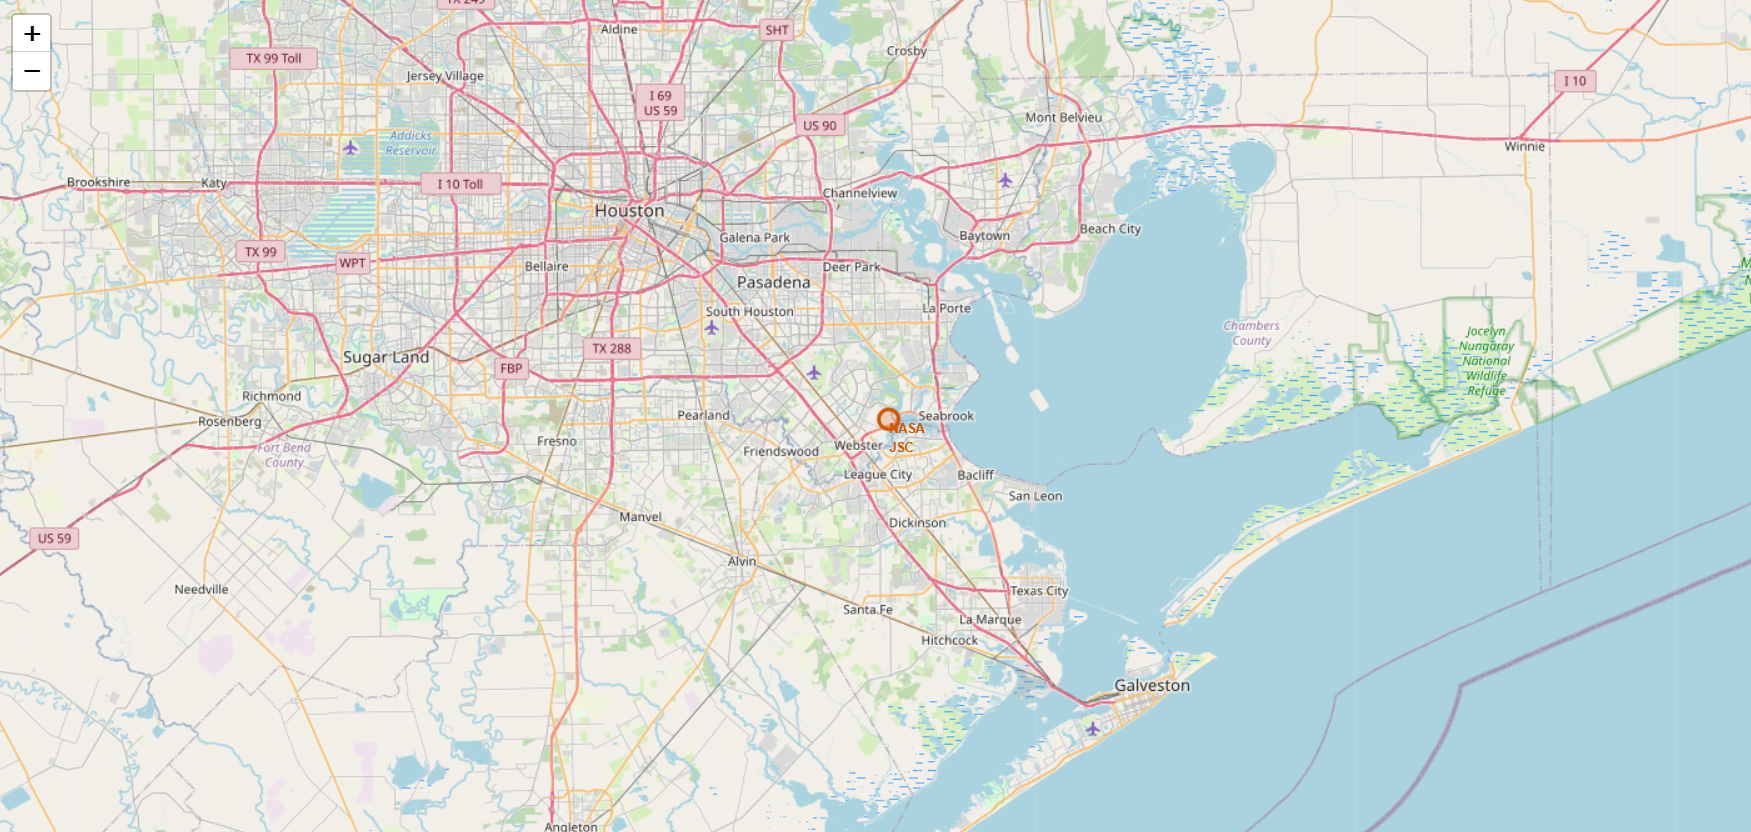 +
−
TX 249
Aldine
SHT
Crosby
TX 99 Toll
Jersey Village
I 69
US 59
US 90
I 10
Mont Belvieu
Addicks
Reservoir
Winnie
Brookshire
Katy
I 10 Toll
Channelview
Houston
Galena Park
Baytown
Beach City
TX 99
WPT
Bellaire
Deer Park
Pasadena
La Porte
South Houston
Chambers
County
Jocelyn
Nungaray
National
Wildlife
Refuge
TX 288
Sugar Land
FBP
Richmond
Rosenberg
Pearland
Seabrook
NASA
JSC
Fresno
Webster
Fort Bend
County
Friendswood
League City
Bacliff
San Leon
Manvel
Dickinson
US 59
Alvin
Needville
Texas City
Santa Fe
La Marque
Hitchcock
Galveston
Angleton